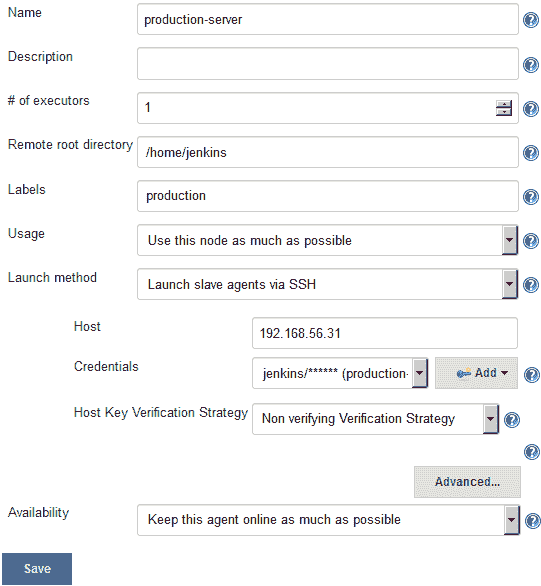 Name production-server
Description
# of executors 1
Remote root directory /home/jenkins
Labels production
Usage Use this node as much as possible
Launch method Launch slave agents via SSH
Host 192.168.56.31
Credentials jenkins/****** (production- Add
Host Key Verification Strategy Non verifying Verification Strategy
Advanced...
Availability Keep this agent online as much as possible
Save